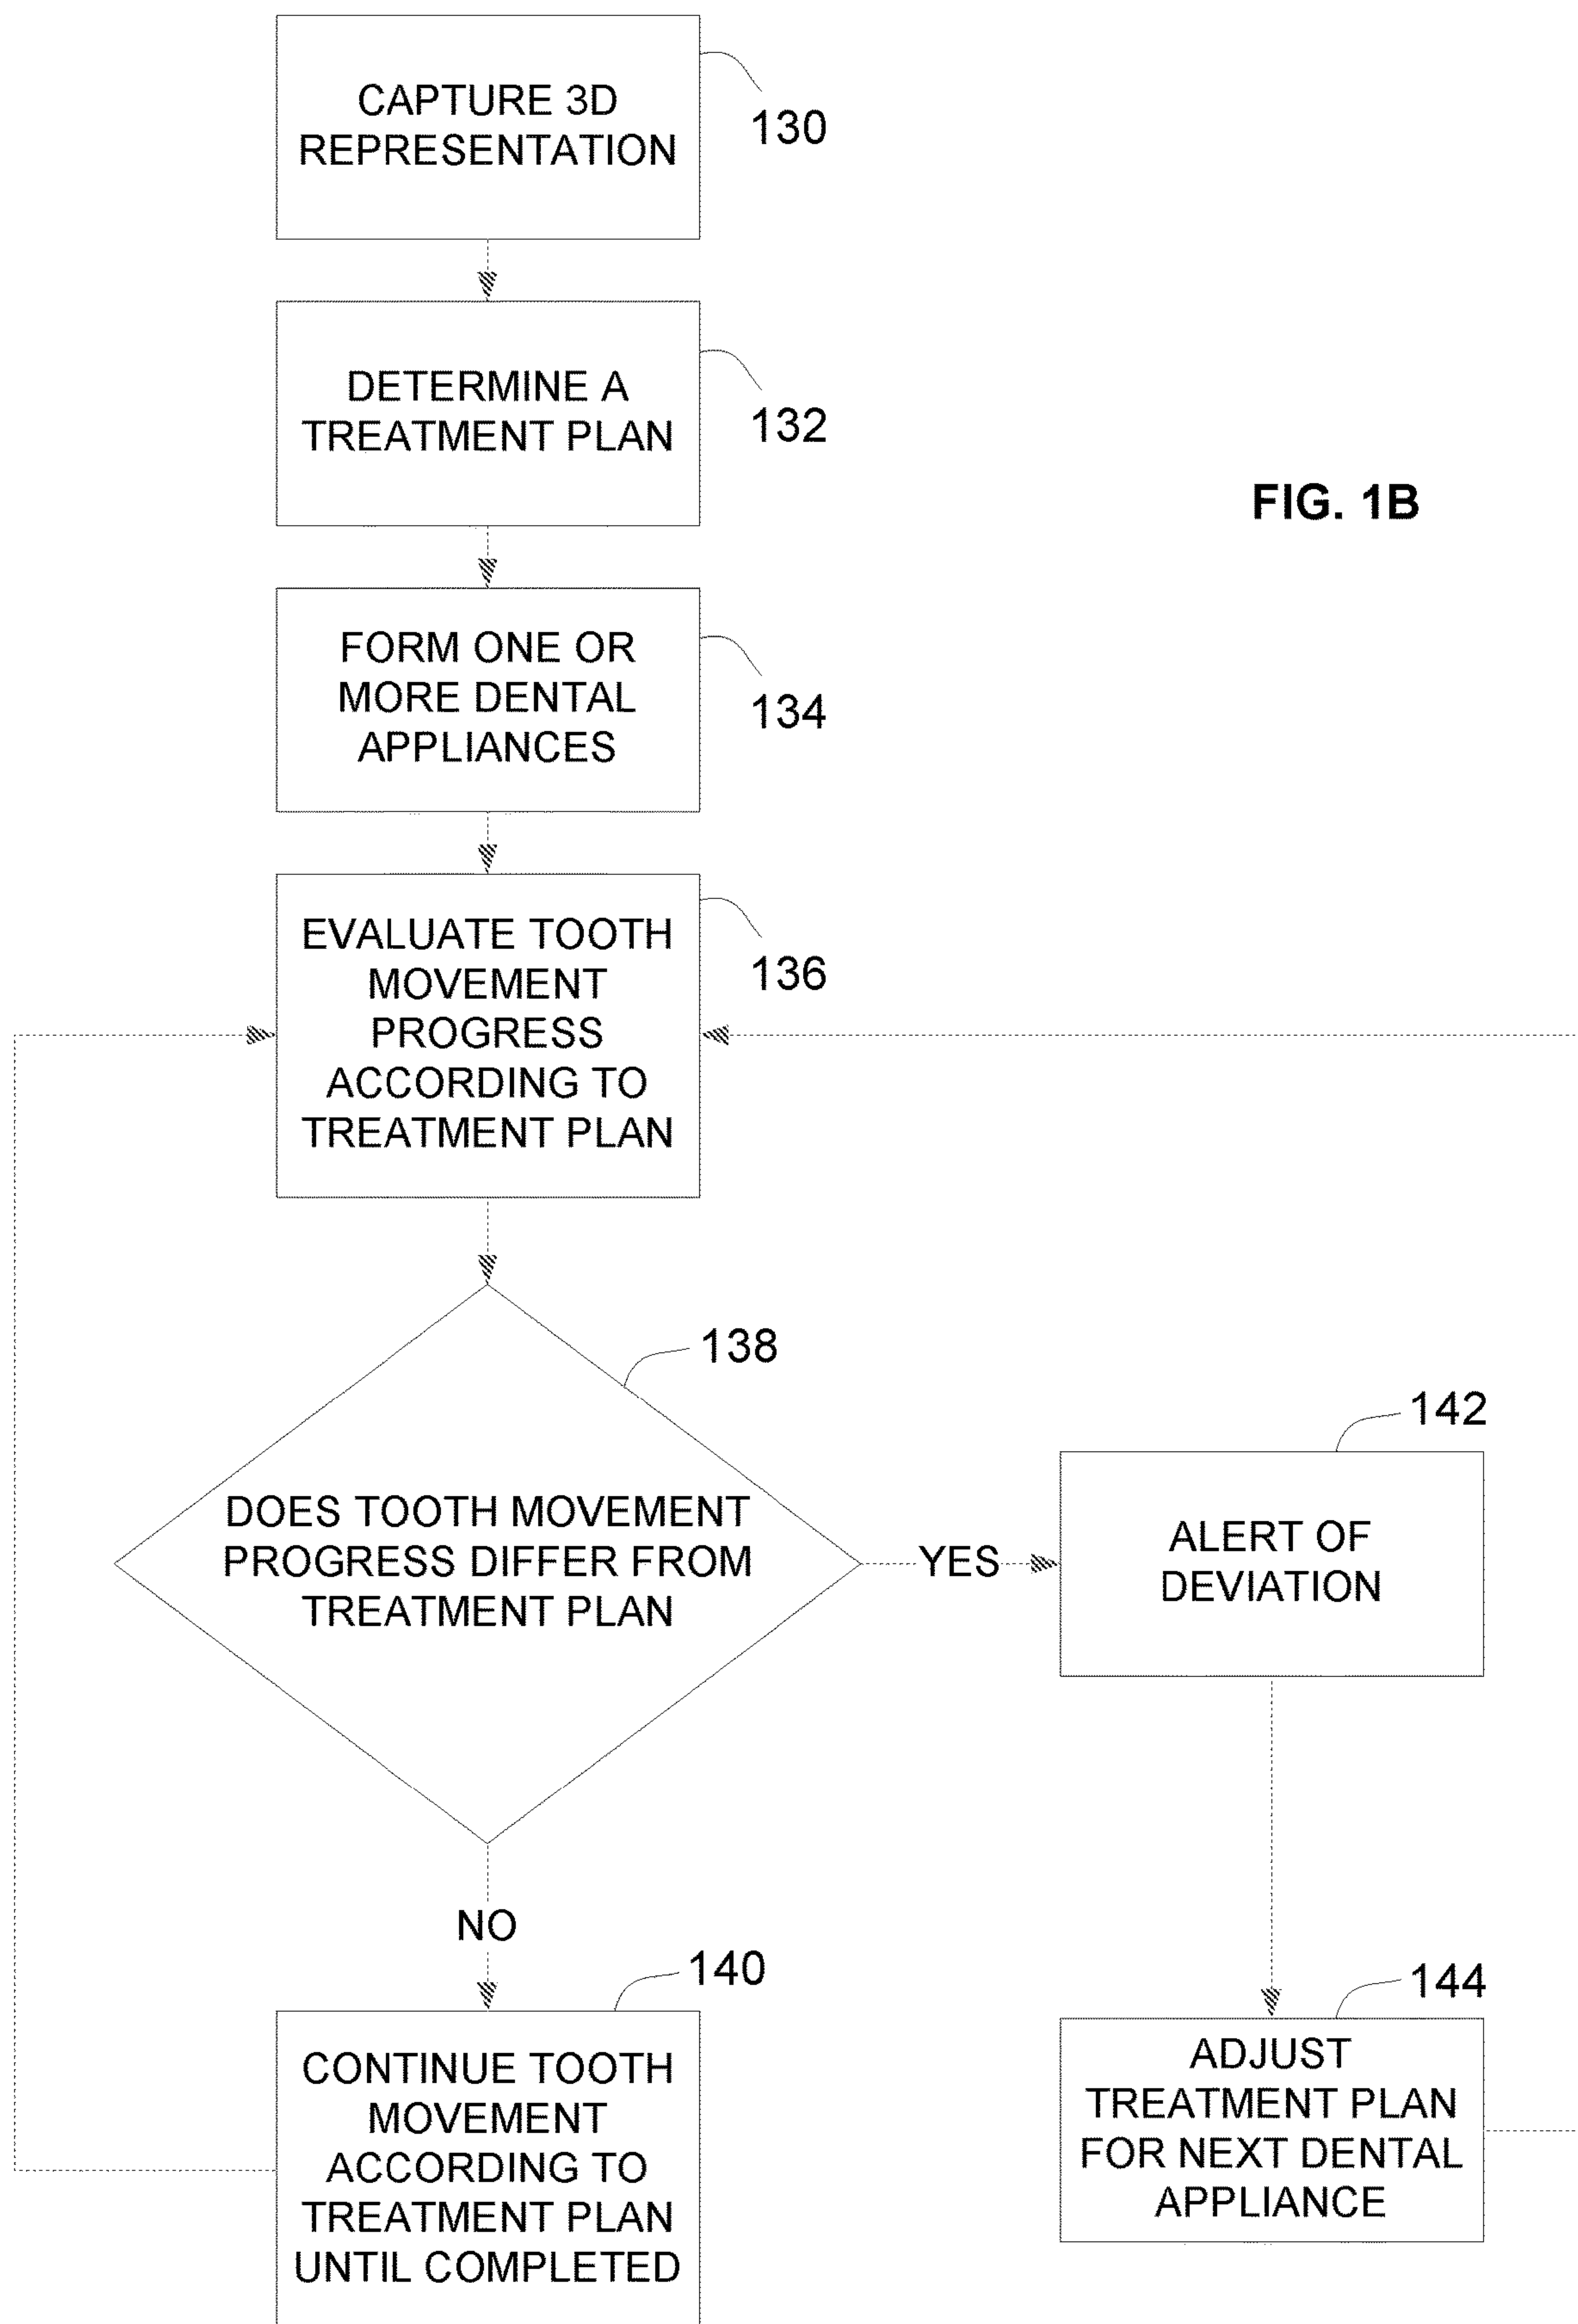 CAPTURE 3D
REPRESENTATION
130
DETERMINE A
TREATMENT PLAN
132
FIG. 1B
FORM ONE OR
MORE DENTAL
APPLIANCES
134
EVALUATE TOOTH
MOVEMENT
PROGRESS
ACCORDING TO
TREATMENT PLAN
136
138
DOES TOOTH MOVEMENT
PROGRESS DIFFER FROM
TREATMENT PLAN
YES
142
ALERT OF
DEVIATION
NO
140
CONTINUE TOOTH
MOVEMENT
ACCORDING TO
TREATMENT PLAN
UNTIL COMPLETED
144
ADJUST
TREATMENT PLAN
FOR NEXT DENTAL
APPLIANCE